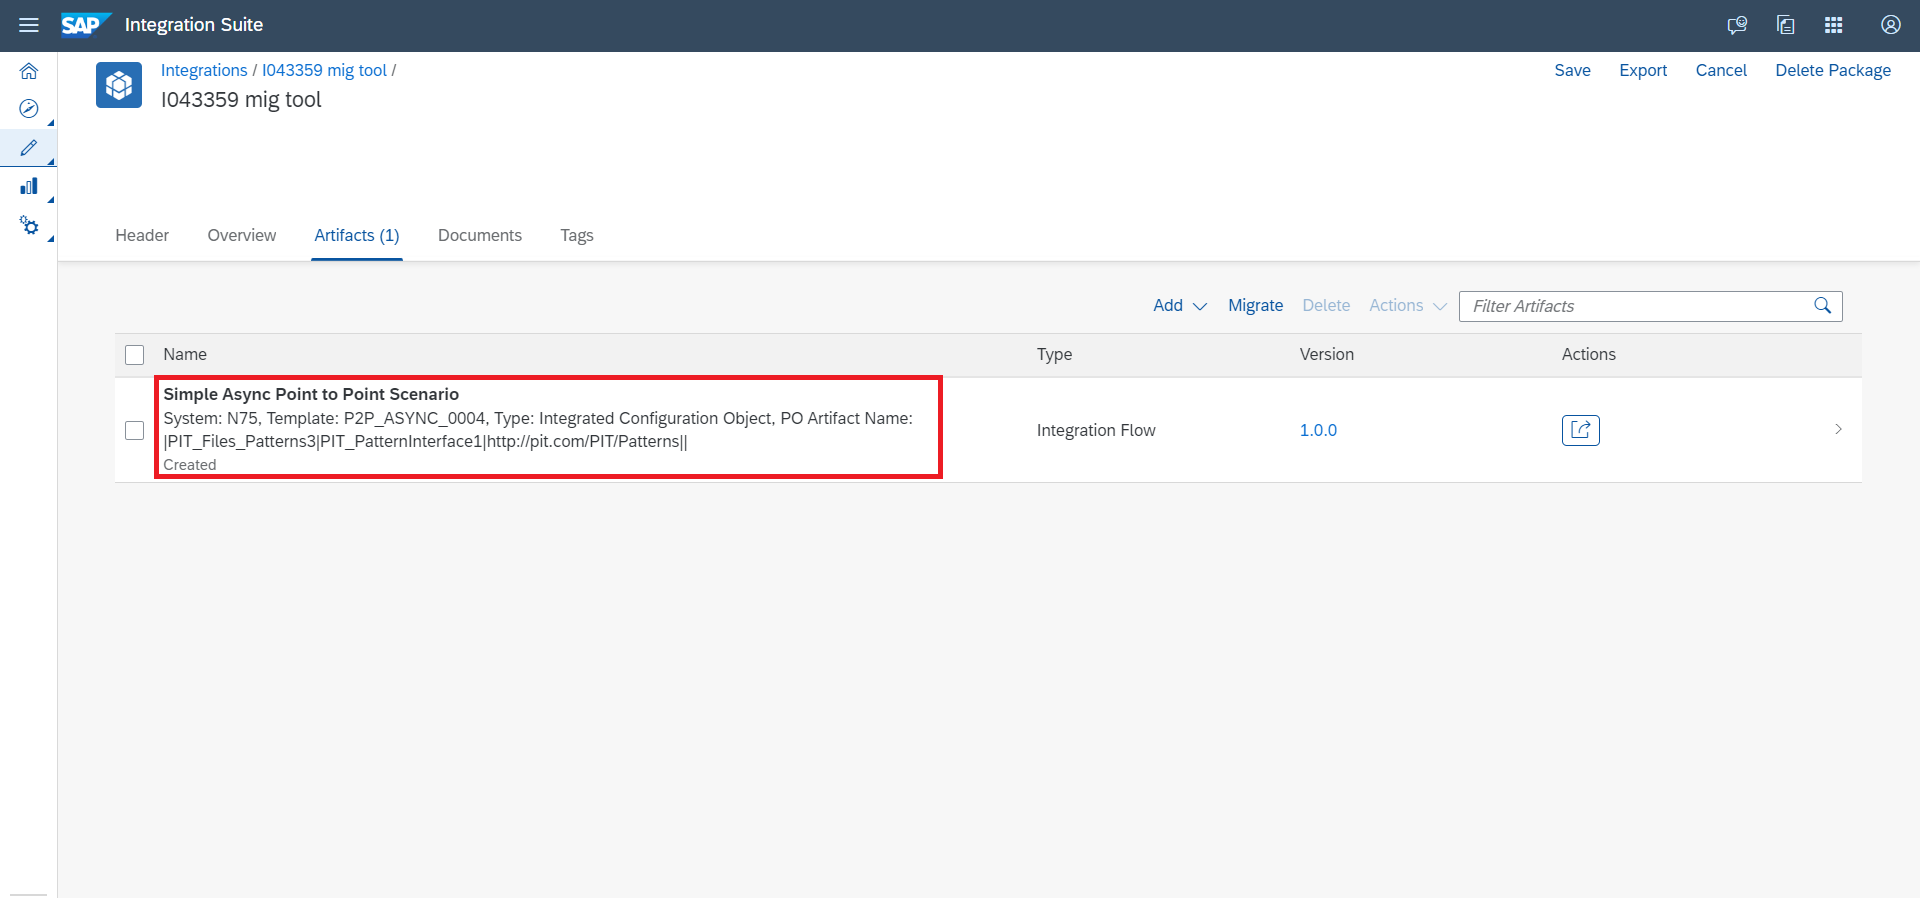 SAP Integration Suite
Integrations / I043359 mig tool /
I043359 mig tool
Save Export Cancel Delete Package
Header Overview Artifacts (1) Documents Tags
Add Migrate Delete Actions Filter Artifacts
Name Type Version Actions
Simple Async Point to Point Scenario
System: N75, Template: P2P_ASYNC_0004, Type: Integrated Configuration Object, PO Artifact Name:
|PIT_Files_Patterns3|PIT_PatternInterface1|http://pit.com/PIT/Patterns||
Created
Integration Flow 1.0.0